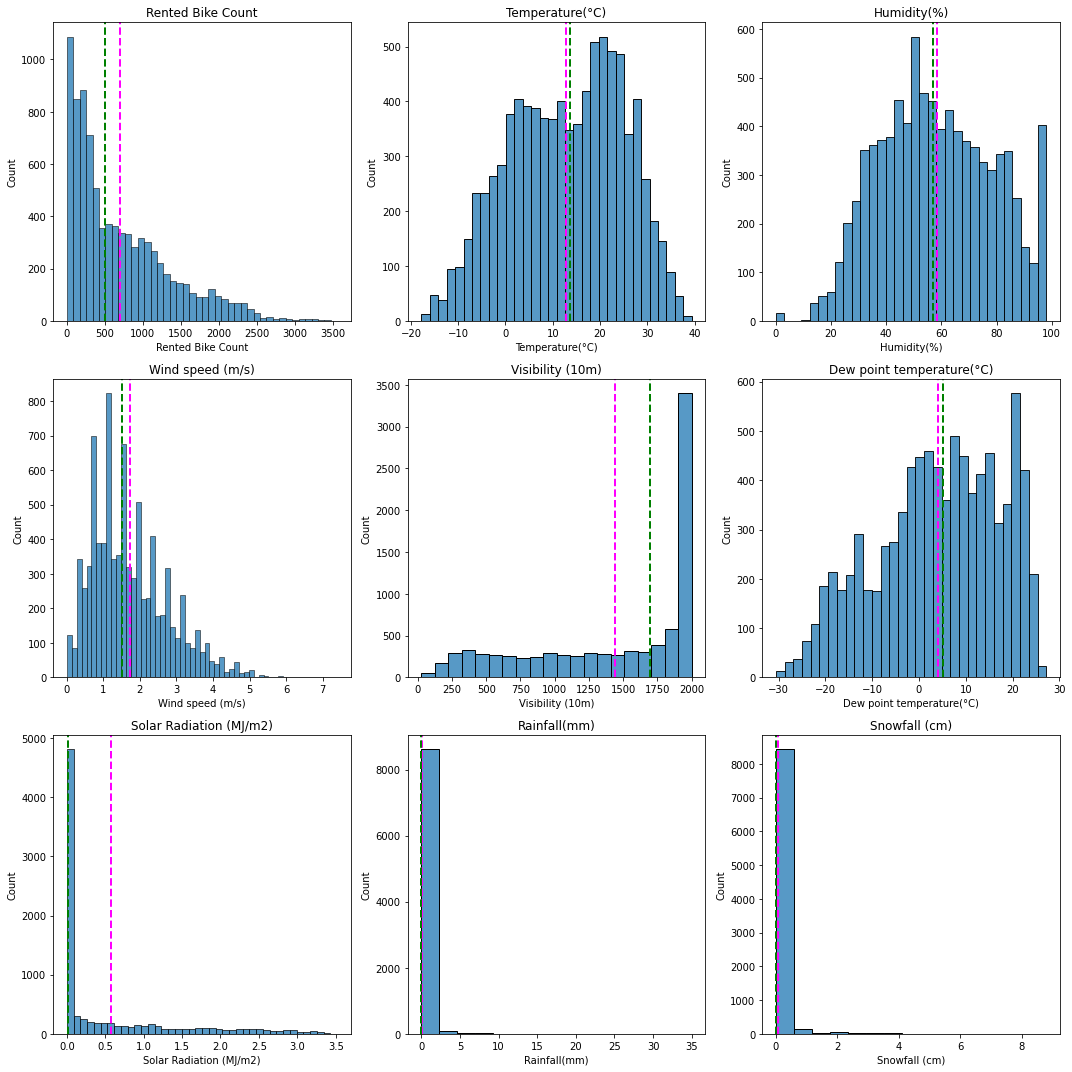 Rented Bike Count
Count
1000
800
600
400
200
0
0 500 1000 1500 2000 2500 3000 3500
Rented Bike Count
Temperature(°C)
Count
500
400
300
200
100
0
−20 −10 0 10 20 30 40
Temperature(°C)
Humidity(%)
Count
600
500
400
300
200
100
0
0 20 40 60 80 100
Humidity(%)
Wind speed (m/s)
Count
800
700
600
500
400
300
200
100
0
0 1 2 3 4 5 6 7
Wind speed (m/s)
Visibility (10m)
Count
3500
3000
2500
2000
1500
1000
500
0
0 250 500 750 1000 1250 1500 1750 2000
Visibility (10m)
Dew point temperature(°C)
Count
600
500
400
300
200
100
0
−30 −20 −10 0 10 20 30
Dew point temperature(°C)
Solar Radiation (MJ/m2)
Count
5000
4000
3000
2000
1000
0
0.0 0.5 1.0 1.5 2.0 2.5 3.0 3.5
Solar Radiation (MJ/m2)
Rainfall(mm)
Count
8000
6000
4000
2000
0
0 5 10 15 20 25 30 35
Rainfall(mm)
Snowfall (cm)
Count
8000
7000
6000
5000
4000
3000
2000
1000
0
0 2 4 6 8
Snowfall (cm)